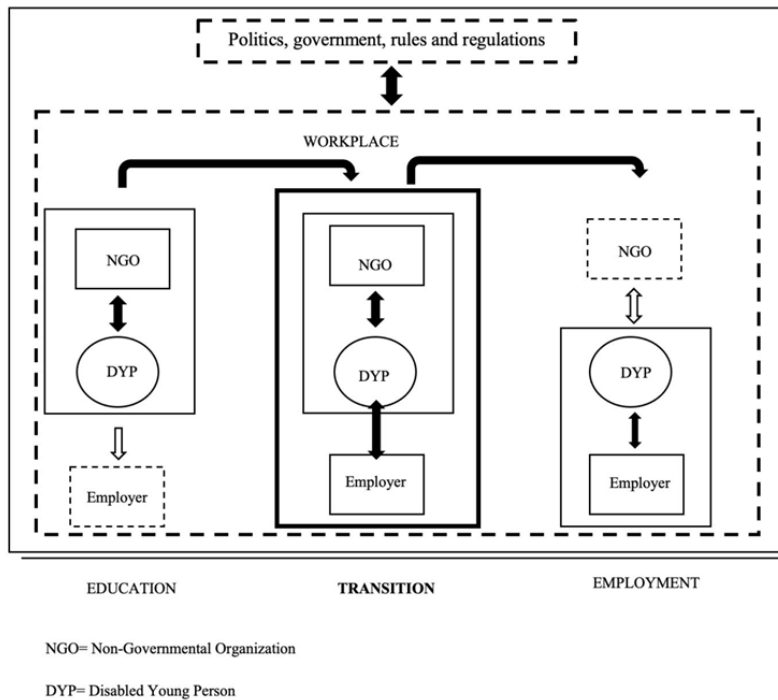 Politics, government, rules and regulations
WORKPLACE
NGO
DYP
Employer
NGO
DYP
Employer
NGO
DYP
Employer
EDUCATION
TRANSITION
EMPLOYMENT
NGO= Non-Governmental Organization
DYP= Disabled Young Person